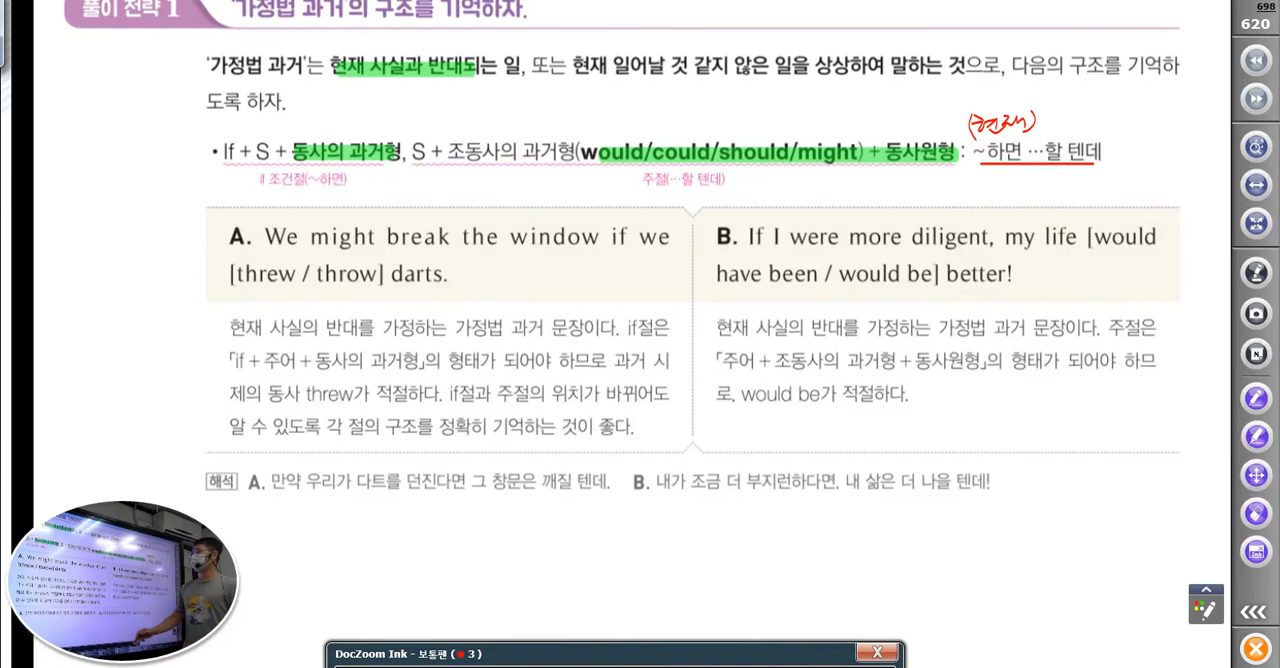 풀이 전략 1 '가정법 과거'의 구조를 기억하자.
698
620
'가정법 과거'는 현재 사실과 반대되는 일, 또는 현재 일어날 것 같지 않은 일을 상상하여 말하는 것으로, 다음의 구조를 기억하
도록 하자.
(현재)
• If + S + 동사의 과거형, S + 조동사의 과거형(would/could/should/might) + 동사원형 : ~하면 …할 텐데
if 조건절(~하면) 주절(…할 텐데)
A. We might break the window if we
[threw / throw] darts.
현재 사실의 반대를 가정하는 가정법 과거 문장이다. if절은
「if + 주어 + 동사의 과거형」의 형태가 되어야 하므로 과거 시
제의 동사 threw가 적절하다. if절과 주절의 위치가 바뀌어도
알 수 있도록 각 절의 구조를 정확히 기억하는 것이 좋다.
B. If I were more diligent, my life [would
have been / would be] better!
현재 사실의 반대를 가정하는 가정법 과거 문장이다. 주절은
「주어 + 조동사의 과거형 + 동사원형」의 형태가 되어야 하므
로, would be가 적절하다.
해석 A. 만약 우리가 다트를 던진다면 그 창문은 깨질 텐데. B. 내가 조금 더 부지런하다면, 내 삶은 더 나을 텐데!
DocZoom Ink - 보통펜 ( 3 )
X
N
Ink